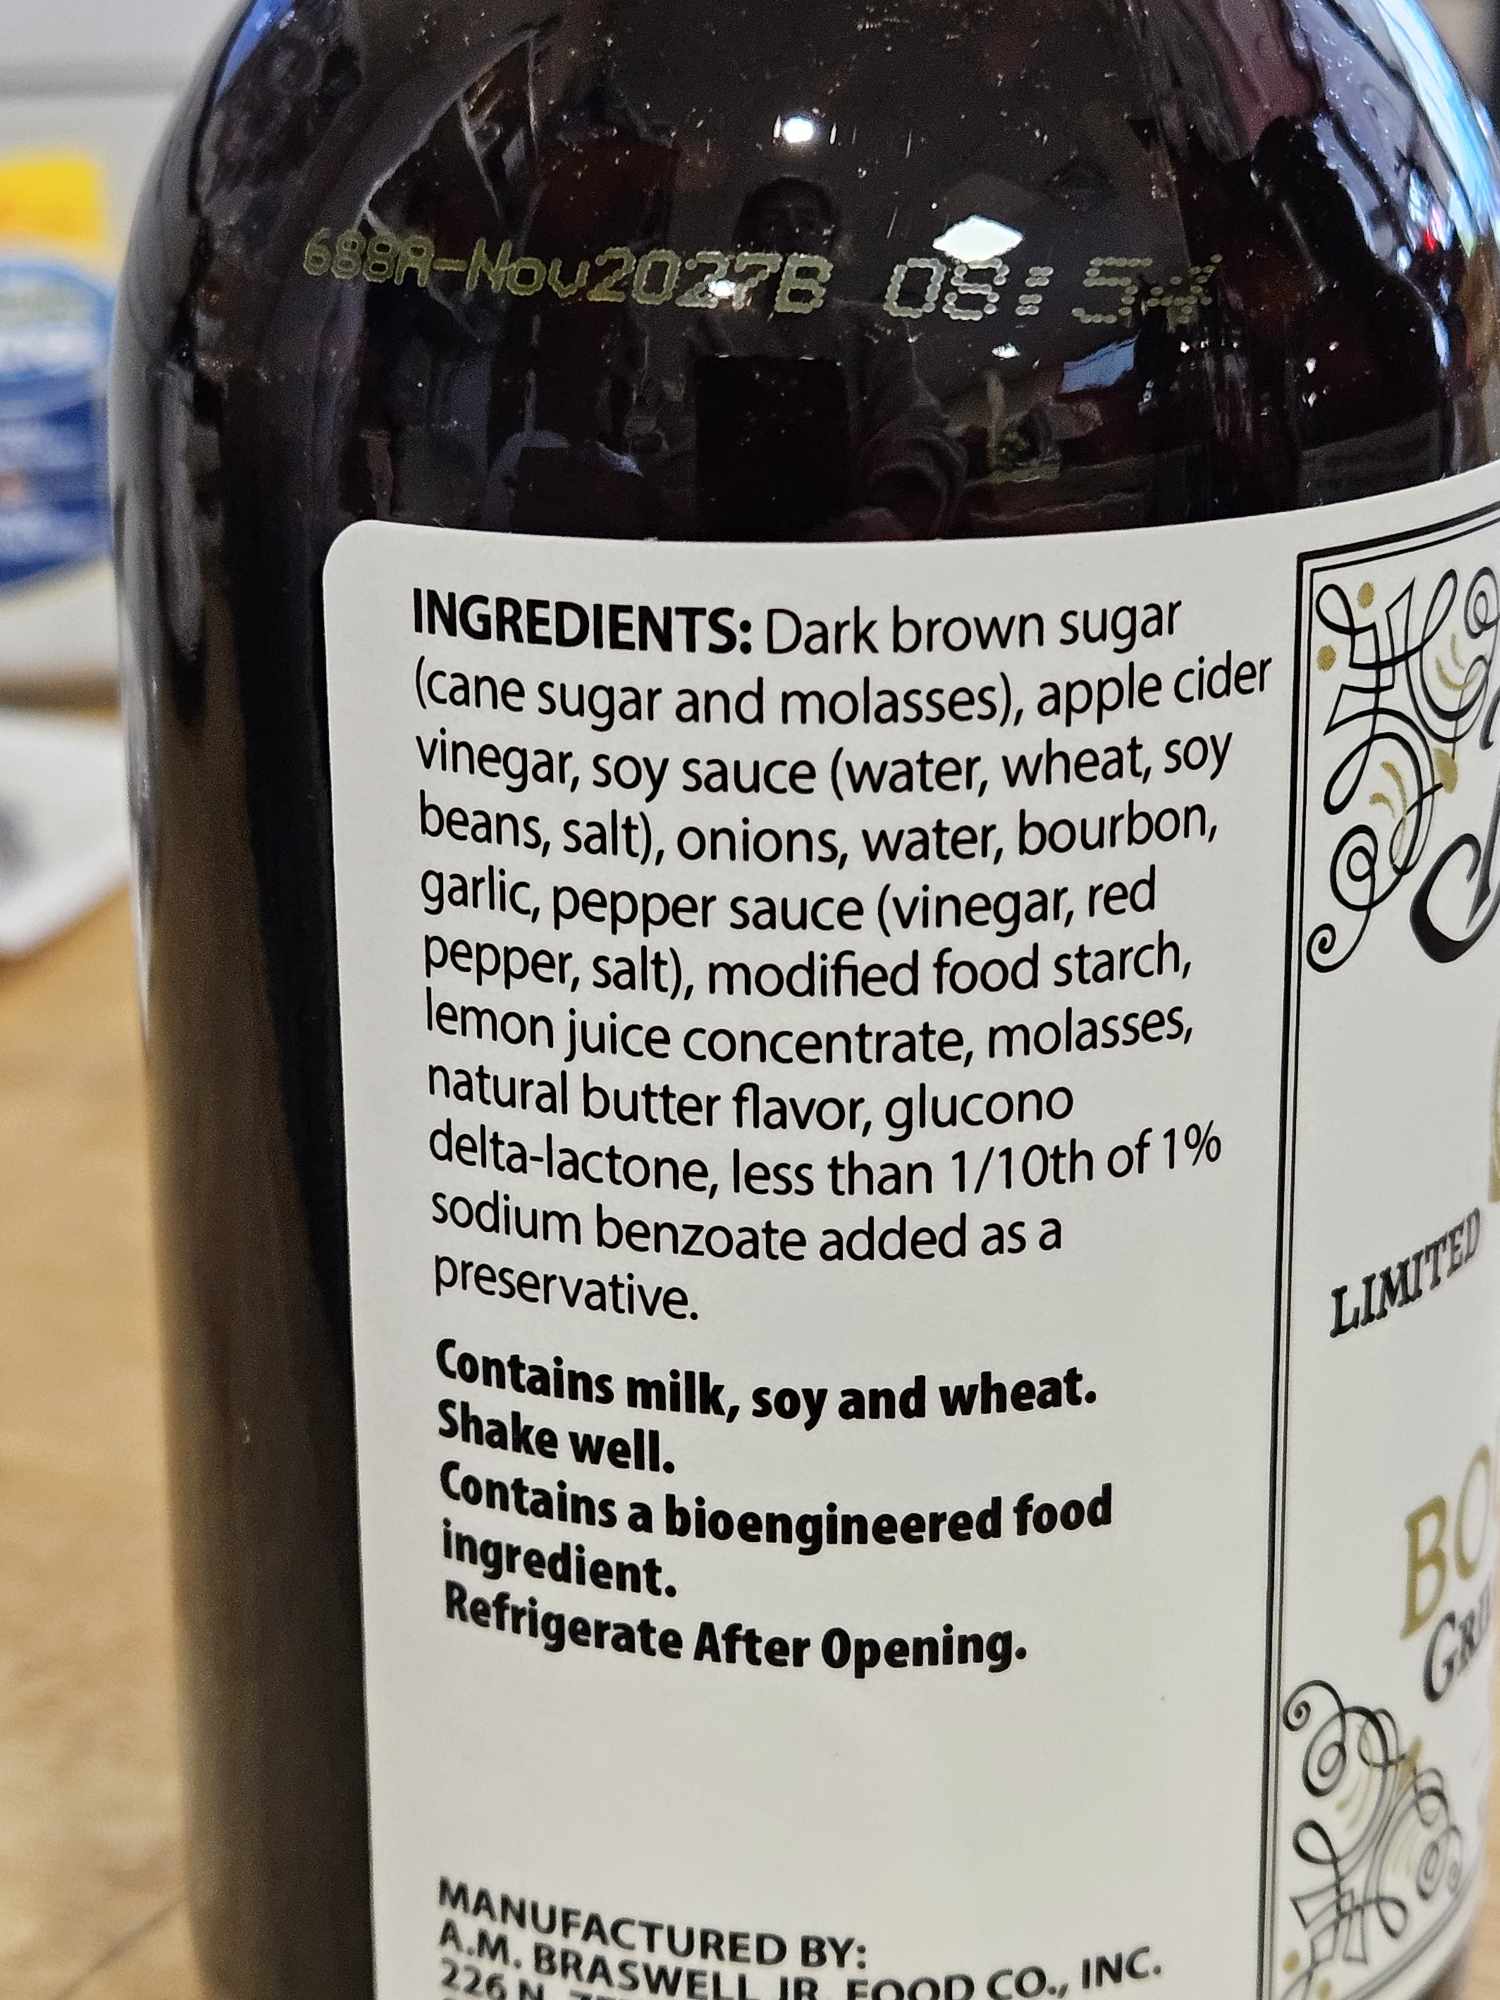 688A-Nov2027B 08:54
INGREDIENTS: Dark brown sugar
(cane sugar and molasses), apple cider
vinegar, soy sauce (water, wheat, soy
beans, salt), onions, water, bourbon,
garlic, pepper sauce (vinegar, red
pepper, salt), modified food starch,
lemon juice concentrate, molasses,
natural butter flavor, glucono
delta-lactone, less than 1/10th of 1%
sodium benzoate added as a
preservative.
Contains milk, soy and wheat.
Shake well.
Contains a bioengineered food
ingredient.
Refrigerate After Opening.
MANUFACTURED BY:
A.M. BRASWELL JR. FOOD CO., INC.
226 N.
LIMITED